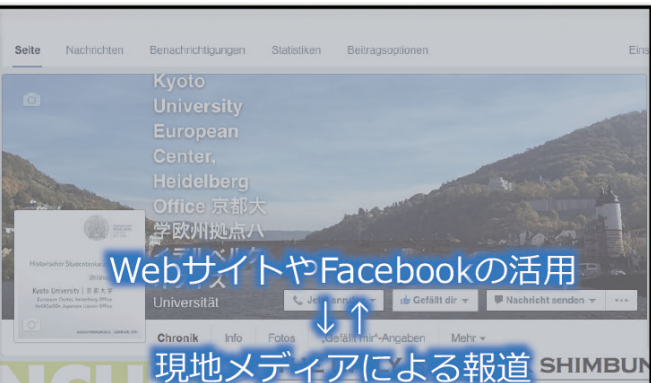 Seite Nachrichten Benachrichtigungen Statistiken Beitragsoptionen Eins
Kyoto
University
European
Center,
Heidelberg
Office 京都大
学欧州拠点ハ
WebサイトやFacebookの活用
Universität
Gefällt dir Nachricht senden
↓↑
Chronik Info Fotos „Gefällt mir“-Angaben Mehr
現地メディアによる報道
SHIMBUN